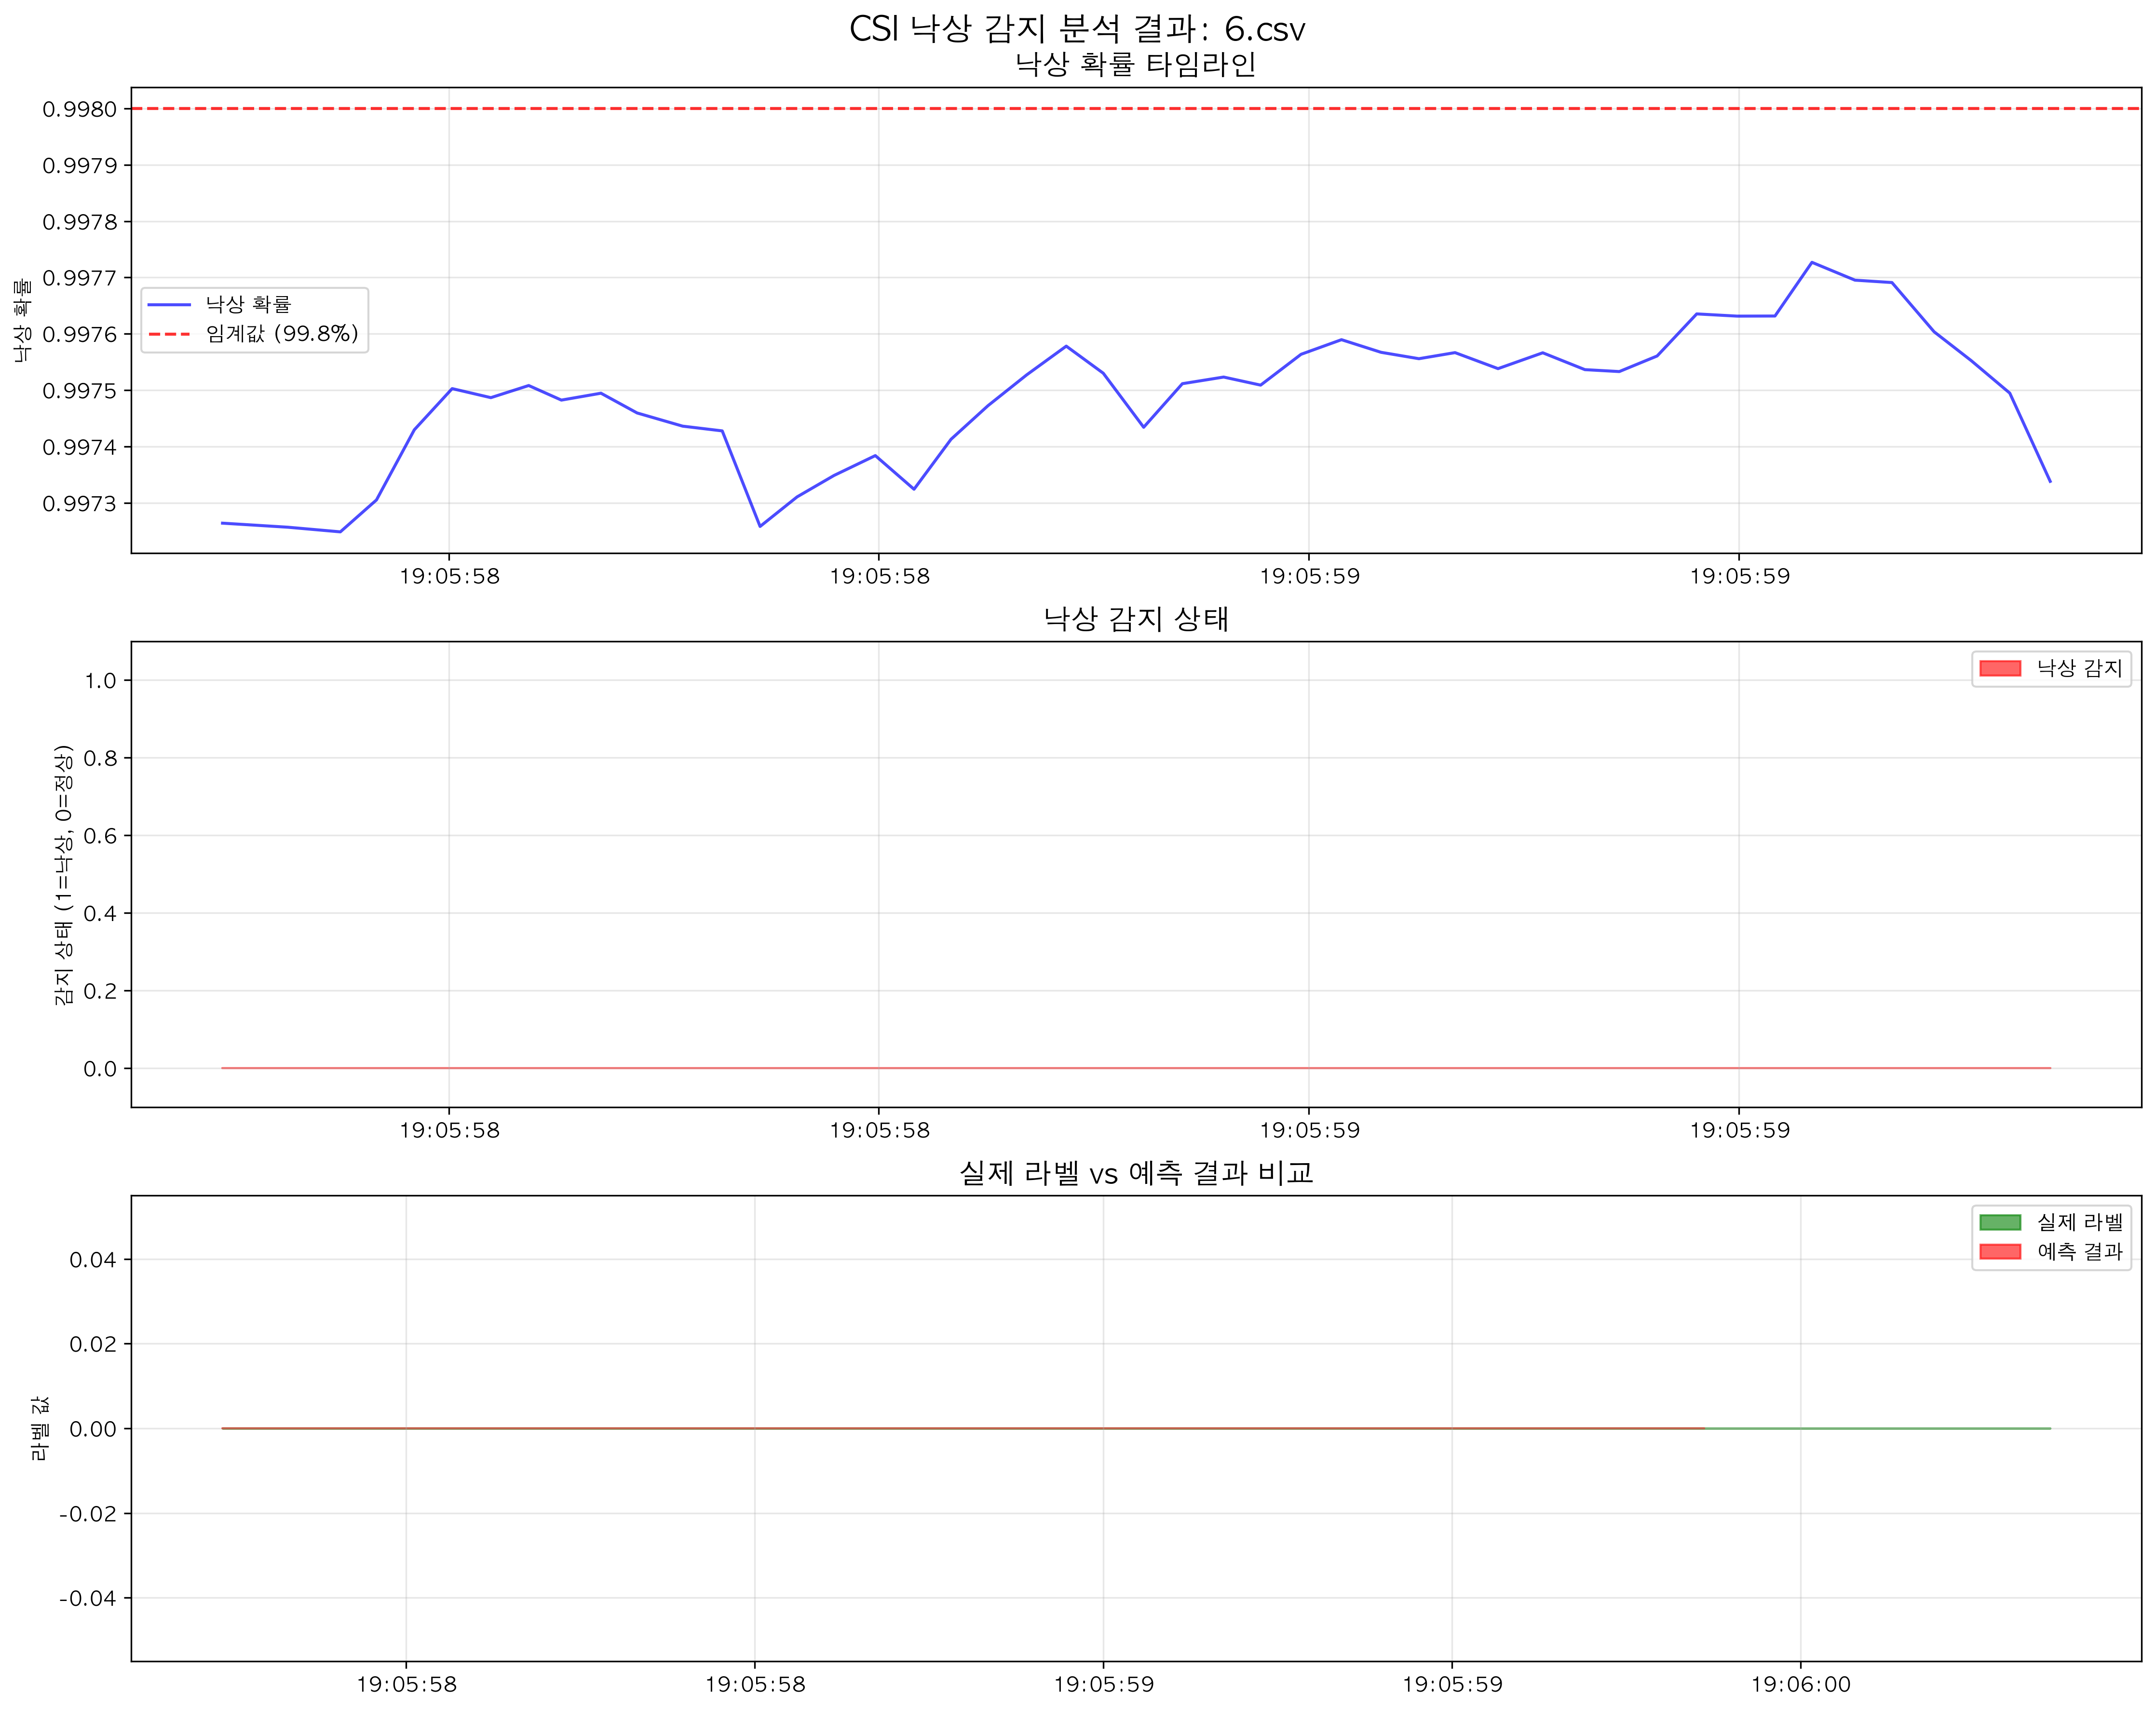 CSI 낙상 감지 분석 결과: 6.csv
낙상 확률 타임라인
낙상 확률
0.9980
0.9979
0.9978
0.9977
0.9976
0.9975
0.9974
0.9973
낙상 확률
임계값 (99.8%)
19:05:58
19:05:58
19:05:59
19:05:59
낙상 감지 상태
감지 상태 (1=낙상, 0=정상)
1.0
0.8
0.6
0.4
0.2
0.0
낙상 감지
19:05:58
19:05:58
19:05:59
19:05:59
실제 라벨 vs 예측 결과 비교
라벨 값
0.04
0.02
0.00
-0.02
-0.04
실제 라벨
예측 결과
19:05:58
19:05:58
19:05:59
19:05:59
19:06:00